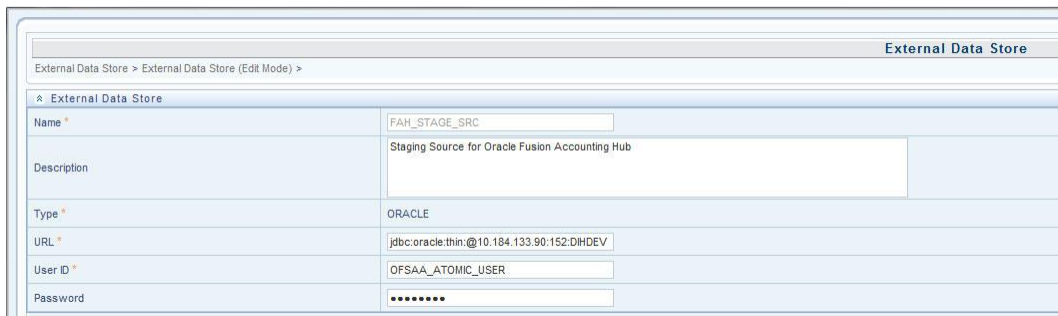 External Data Store
External Data Store > External Data Store (Edit Mode) >
External Data Store
Name *
FAH_STAGE_SRC
Description
Staging Source for Oracle Fusion Accounting Hub
Type *
ORACLE
URL *
jdbc:oracle:thin:@10.184.133.90:152:DIHDEV
User ID *
OFSAA_ATOMIC_USER
Password
••••••••